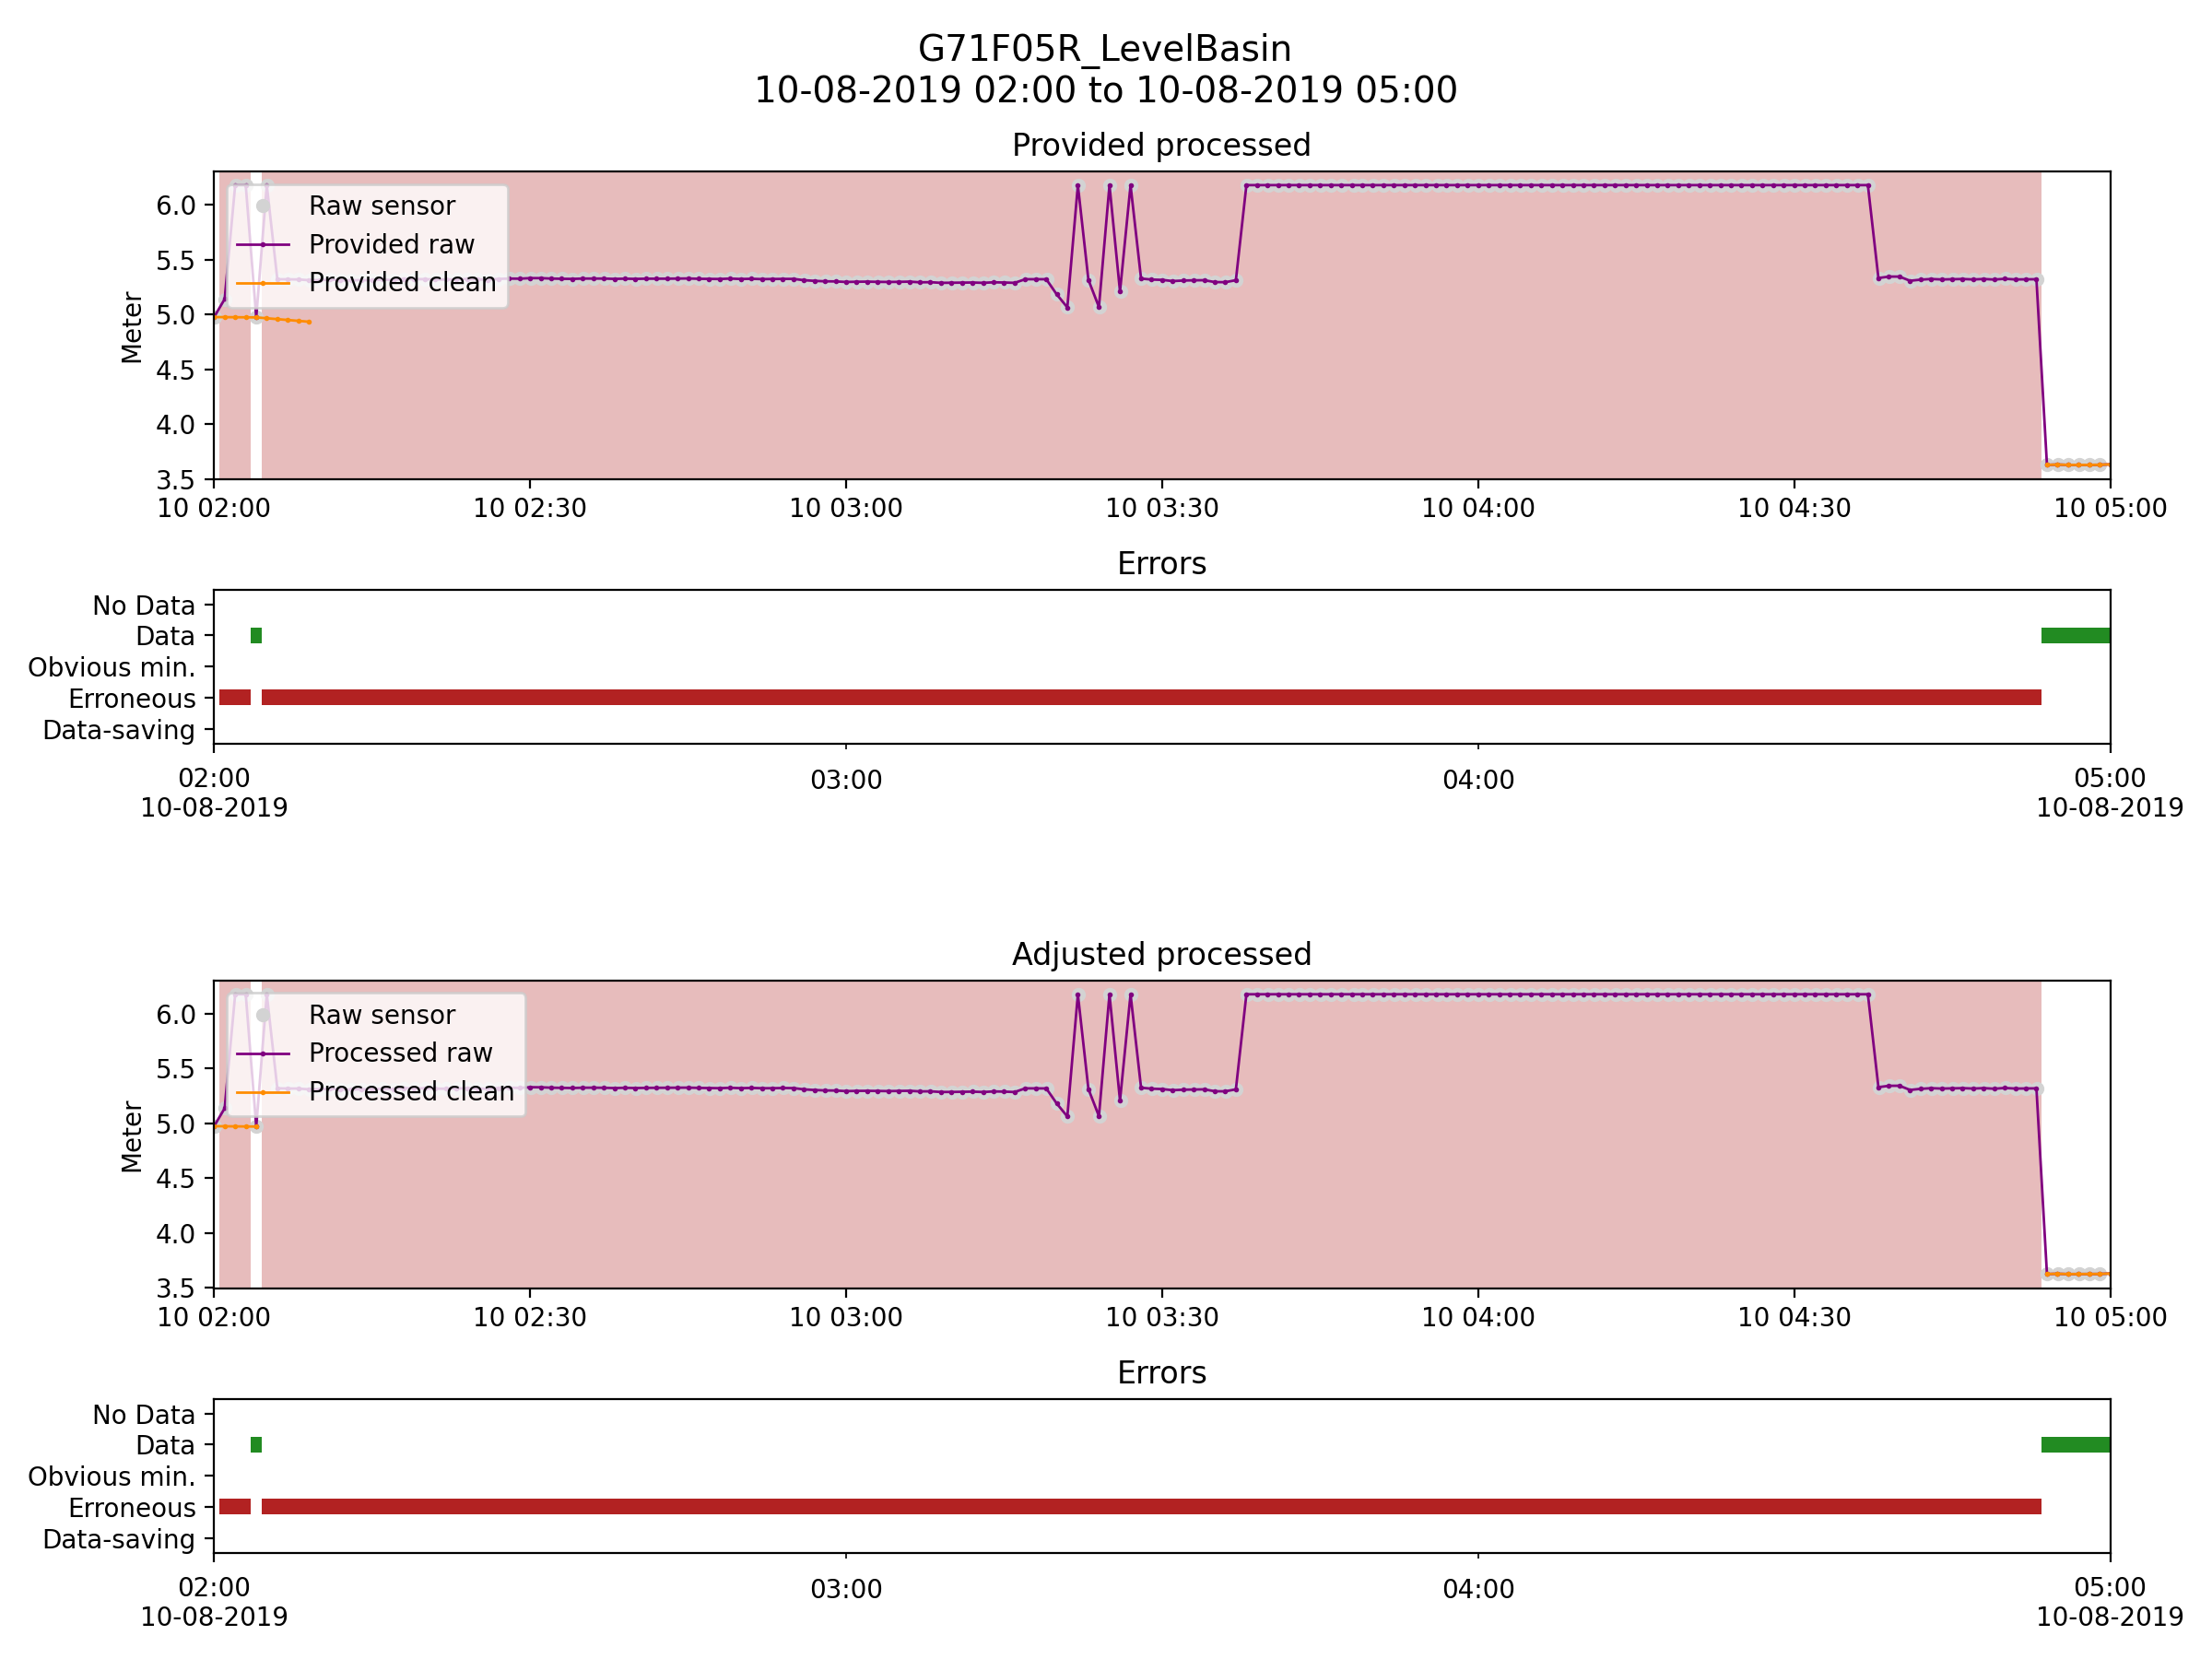 G71F05R_LevelBasin
10-08-2019 02:00 to 10-08-2019 05:00
Provided processed
Meter
6.0
5.5
5.0
4.5
4.0
3.5
Raw sensor
Provided raw
Provided clean
10 02:00 10 02:30 10 03:00 10 03:30 10 04:00 10 04:30 10 05:00
Errors
No Data
Data
Obvious min.
Erroneous
Data-saving
02:00 03:00 04:00 05:00
10-08-2019 10-08-2019
Adjusted processed
Meter
6.0
5.5
5.0
4.5
4.0
3.5
Raw sensor
Processed raw
Processed clean
10 02:00 10 02:30 10 03:00 10 03:30 10 04:00 10 04:30 10 05:00
Errors
No Data
Data
Obvious min.
Erroneous
Data-saving
02:00 03:00 04:00 05:00
10-08-2019 10-08-2019